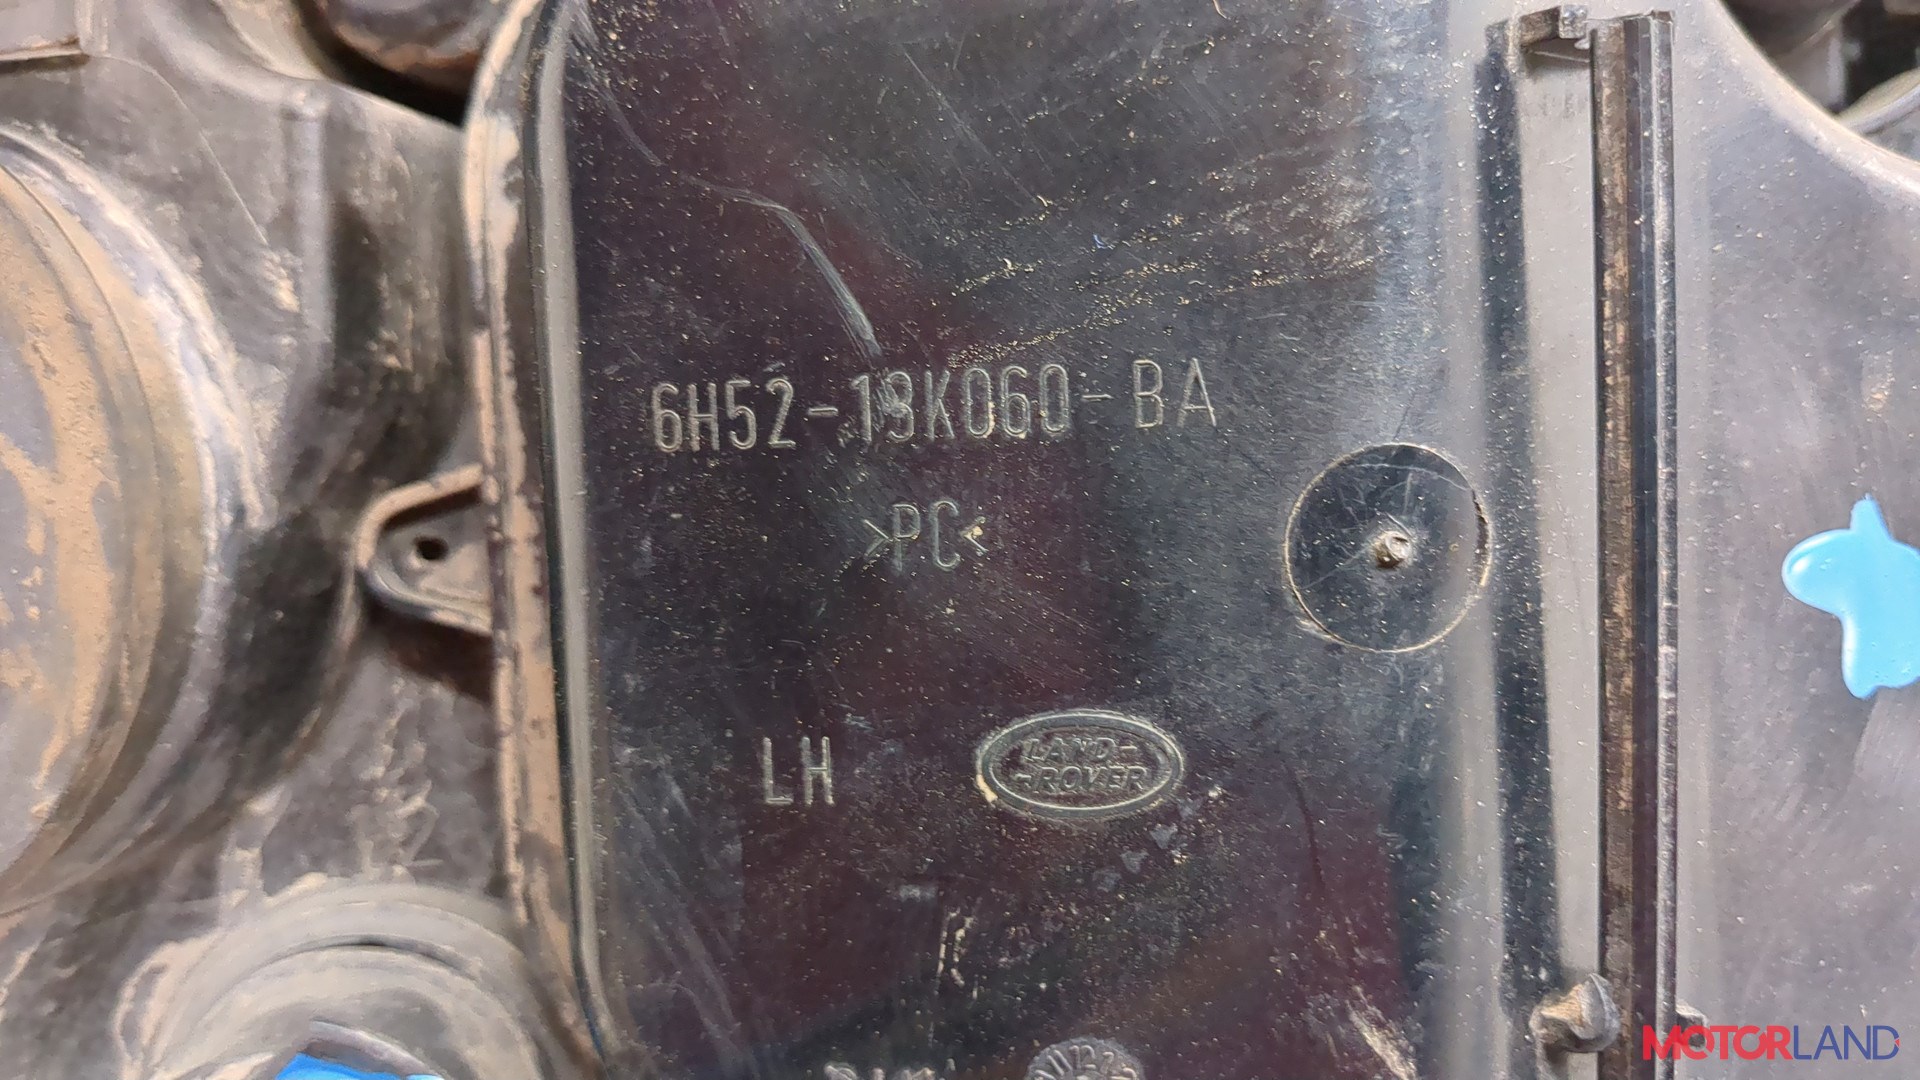 6H52-13K060-BA
>PC<
LH
LAND-
-ROVER
MOTORLAND